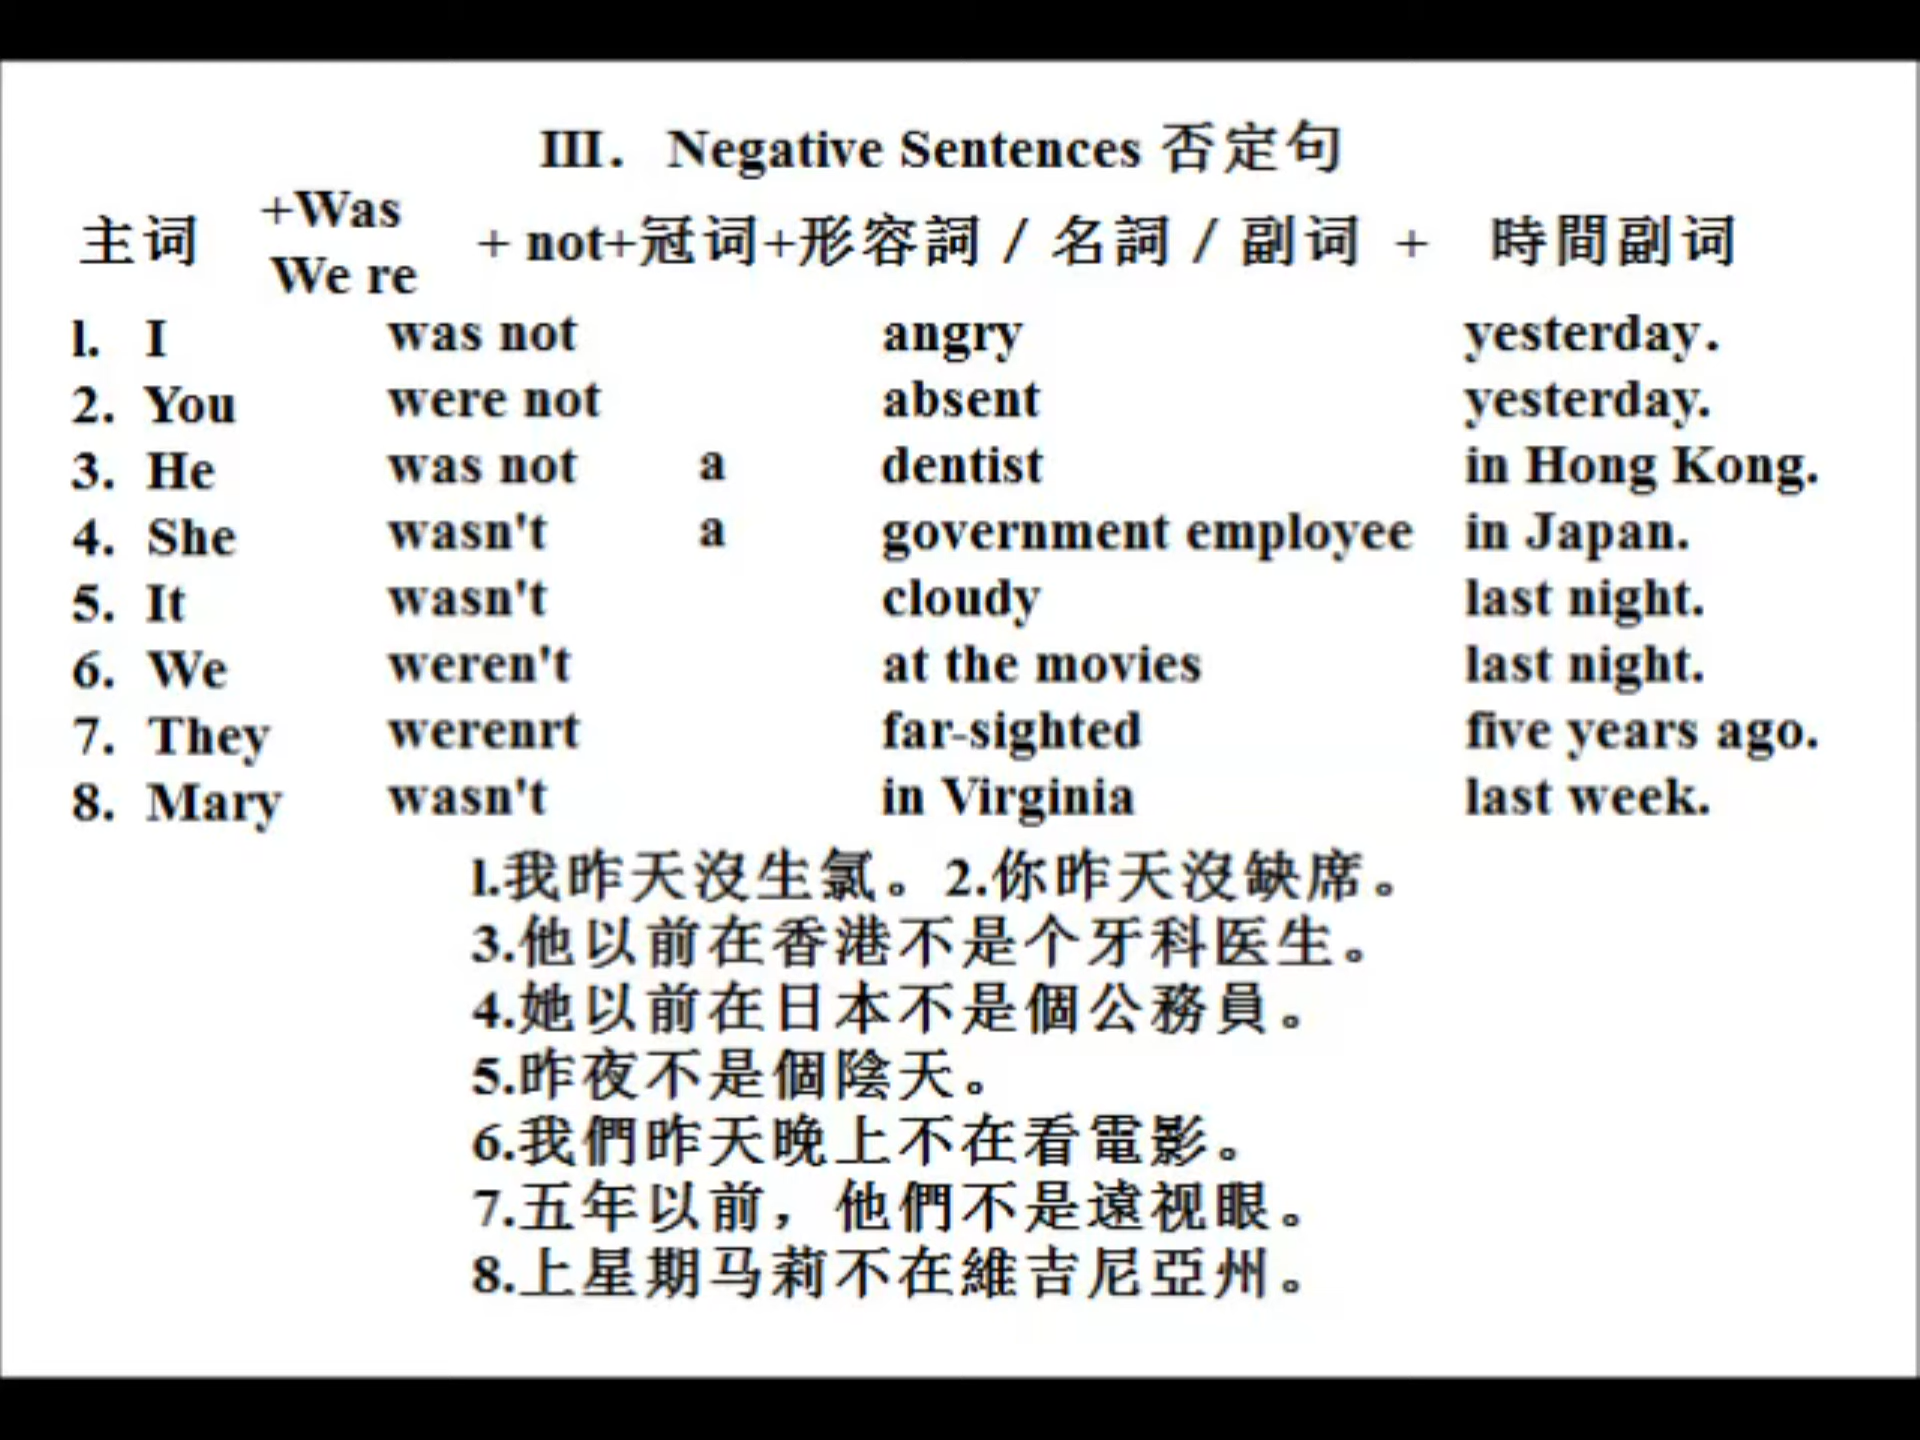 III. Negative Sentences 否定句
主词 +Was We re + not+冠词+形容詞 / 名詞 / 副词 + 時間副词
l. I was not angry yesterday.
2. You were not absent yesterday.
3. He was not a dentist in Hong Kong.
4. She wasn't a government employee in Japan.
5. It wasn't cloudy last night.
6. We weren't at the movies last night.
7. They werenrt far-sighted five years ago.
8. Mary wasn't in Virginia last week.
l.我昨天沒生氯。2.你昨天沒缺席。
3.他以前在香港不是个牙科医生。
4.她以前在日本不是個公務員。
5.昨夜不是個陰天。
6.我們昨天晚上不在看電影。
7.五年以前，他們不是遠视眼。
8.上星期马莉不在維吉尼亞州。